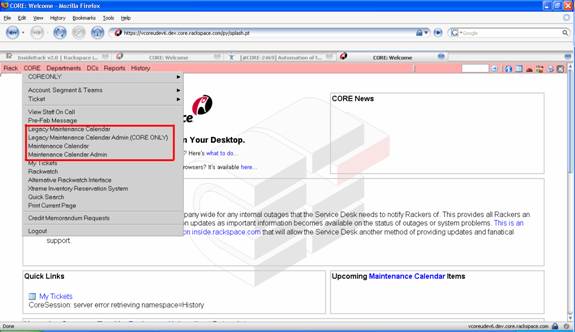 CORE: Welcome - Mozilla Firefox
File Edit View History Bookmarks Tools Help
https://vcoreudev6.dev.core.rackspace.com/py/splash.pt
Google
InsideRack v2.0 | Rackspace I... CORE: Welcome [#CORE-2469] Automation of T... CORE: Welcome
Rack CORE Departments DCs Reports History
COREONLY
Account Segment & Teams
Ticket
View Staff On Call
Pre-Fab Message
Legacy Maintenance Calendar
Legacy Maintenance Calendar Admin (CORE ONLY)
Maintenance Calendar
Maintenance Calendar Admin
My Tickets
Rackwatch
Alternative Rackwatch Interface
Xtreme Inventory Reservation System
Quick Search
Print Current Page
Credit Memorandum Requests
Logout
ce
CORE News
n Your Desktop.
? Here's what to do...
rowsers? It's available here...
pany wide for any internal outages that the Service Desk needs to notify Rackers of. This provides all Rackers an
on updates as important information becomes available on the status of outages or system problems. This is an
on inside.rackspace.com that will allow the Service Desk another method of providing updates and fanatical
support.
Quick Links
Upcoming Maintenance Calendar Items
My Tickets
CoreSession: server error retrieving namespace=History
Done
vcoreudev6.dev.core.rackspace.com